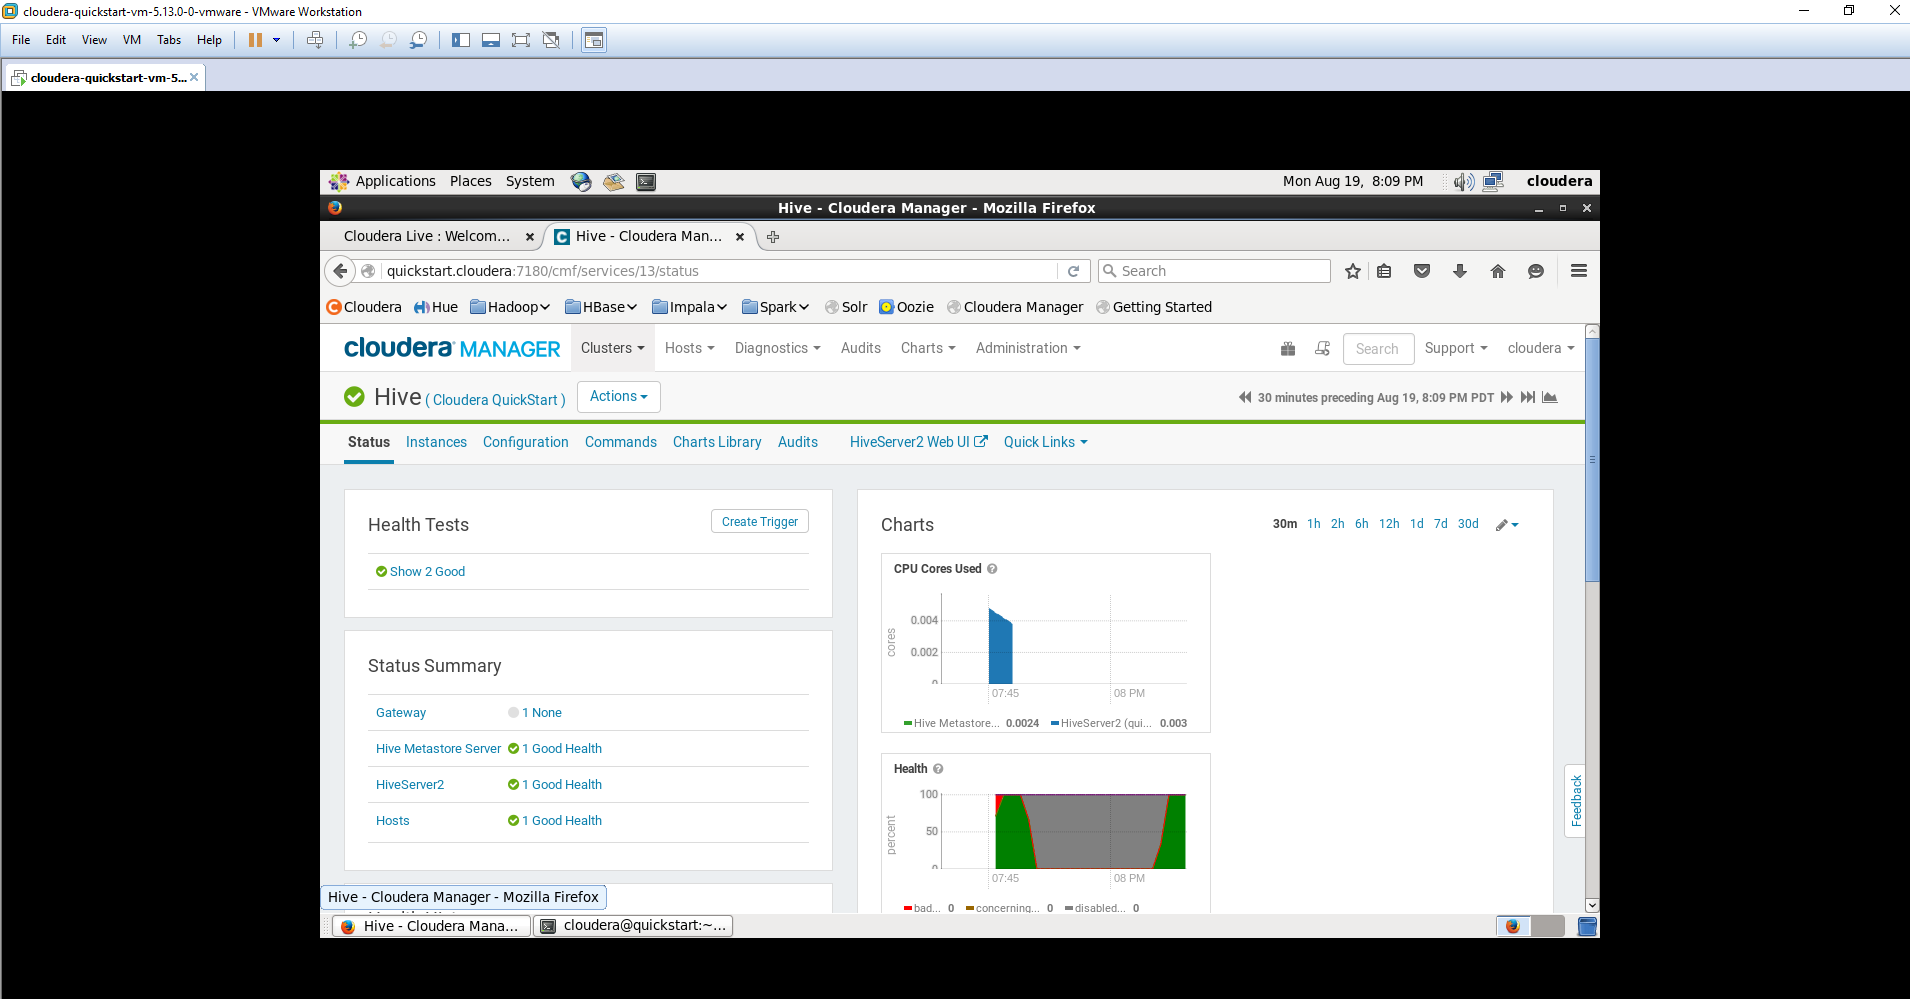 cloudera-quickstart-vm-5.13.0-0-vmware - VMware Workstation
File Edit View VM Tabs Help
cloudera-quickstart-vm-5...
Applications Places System Mon Aug 19, 8:09 PM cloudera
Hive - Cloudera Manager - Mozilla Firefox
Cloudera Live : Welcom... Hive - Cloudera Man...
quickstart.cloudera:7180/cmf/services/13/status Search
Cloudera Hue Hadoop HBase Impala Spark Solr Oozie Cloudera Manager Getting Started
cloudera MANAGER Clusters Hosts Diagnostics Audits Charts Administration Search Support cloudera
Hive ( Cloudera QuickStart ) Actions 30 minutes preceding Aug 19, 8:09 PM PDT
Status Instances Configuration Commands Charts Library Audits HiveServer2 Web UI Quick Links
Health Tests Create Trigger
Show 2 Good
Status Summary
Gateway 1 None
Hive Metastore Server 1 Good Health
HiveServer2 1 Good Health
Hosts 1 Good Health
Charts 30m 1h 2h 6h 12h 1d 7d 30d
CPU Cores Used
cores
0.004
0.002
0
07:45 08 PM
Hive Metastore... 0.0024 HiveServer2 (qui... 0.003
Health
percent
100
50
0
07:45 08 PM
bad... 0 concerning... 0 disabled... 0
Feedback
Hive - Cloudera Manager - Mozilla Firefox
Hive - Cloudera Mana... cloudera@quickstart:~...